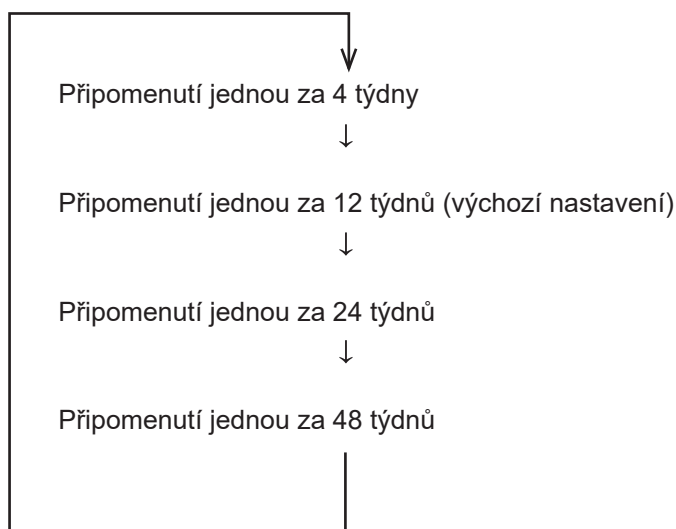 Připomenutí jednou za 4 týdny
↓
Připomenutí jednou za 12 týdnů (výchozí nastavení)
↓
Připomenutí jednou za 24 týdnů
↓
Připomenutí jednou za 48 týdnů